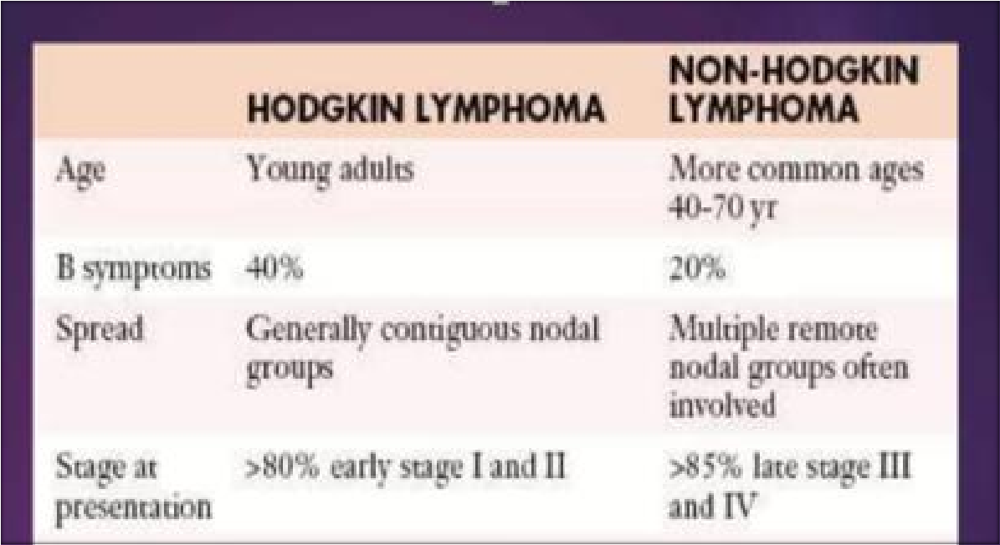 HODGKIN LYMPHOMA
NON-HODGKIN
LYMPHOMA
Age
Young adults
More common ages
40-70 yr
B symptoms
40%
20%
Spread
Generally contiguous nodal
groups
Multiple remote
nodal groups often
involved
Stage at
presentation
>80% early stage I and II
>85% late stage III
and IV